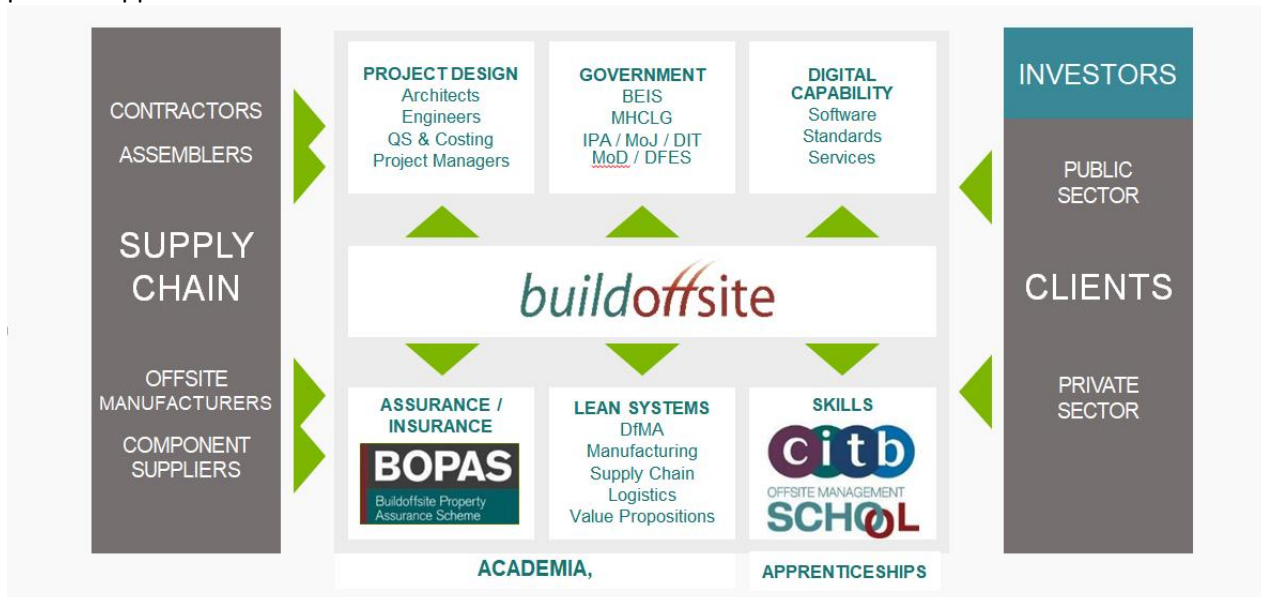 CONTRACTORS
ASSEMBLERS
SUPPLY
CHAIN
OFFSITE
MANUFACTURERS
COMPONENT
SUPPLIERS
PROJECT DESIGN
Architects
Engineers
QS & Costing
Project Managers
GOVERNMENT
BEIS
MHCLG
IPA / MoJ / DIT
MoD / DFES
DIGITAL
CAPABILITY
Software
Standards
Services
buildoffsite
ASSURANCE /
INSURANCE
BOPAS
Buildoffsite Property
Assurance Scheme
LEAN SYSTEMS
DfMA
Manufacturing
Supply Chain
Logistics
Value Propositions
SKILLS
citb
OFFSITE MANAGEMENT
SCHOOL
ACADEMIA,
APPRENTICESHIPS
INVESTORS
PUBLIC
SECTOR
CLIENTS
PRIVATE
SECTOR